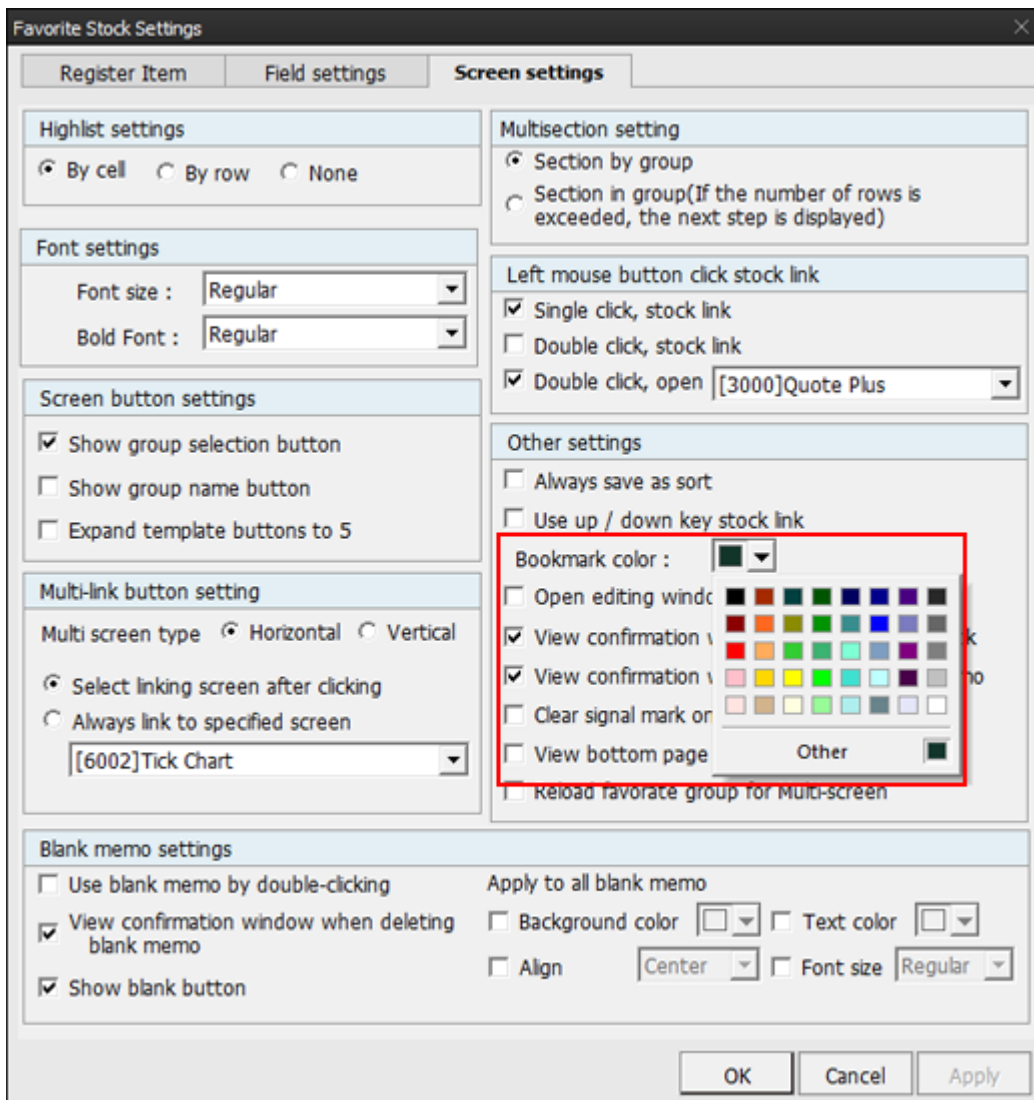 Favorite Stock Settings
Register Item
Field settings
Screen settings
Highlist settings
By cell
By row
None
Font settings
Font size :
Regular
Bold Font :
Regular
Screen button settings
Show group selection button
Show group name button
Expand template buttons to 5
Multi-link button setting
Multi screen type
Horizontal
Vertical
Select linking screen after clicking
Always link to specified screen
[6002]Tick Chart
Multisection setting
Section by group
Section in group(If the number of rows is
exceeded, the next step is displayed)
Left mouse button click stock link
Single click, stock link
Double click, stock link
Double click, open
[3000]Quote Plus
Other settings
Always save as sort
Use up / down key stock link
Bookmark color :
Open editing
View confirmation
View confirmation
Clear signal mark
View bottom page
Other
Reload favorate group for Multi-screen
Blank memo settings
Use blank memo by double-clicking
View confirmation window when deleting
blank memo
Show blank button
Apply to all blank memo
Background color
Text color
Align
Center
Font size
Regular
OK
Cancel
Apply